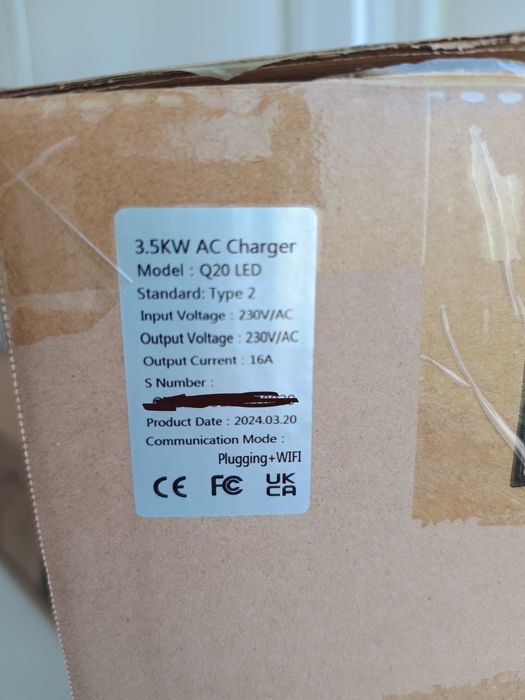 3.5KW AC Charger
Model : Q20 LED
Standard: Type 2
Input Voltage : 230V/AC
Output Voltage : 230V/AC
Output Current : 16A
S Number :
Product Date : 2024.03.20
Communication Mode :
Plugging+WIFI
CE FC UK
CA